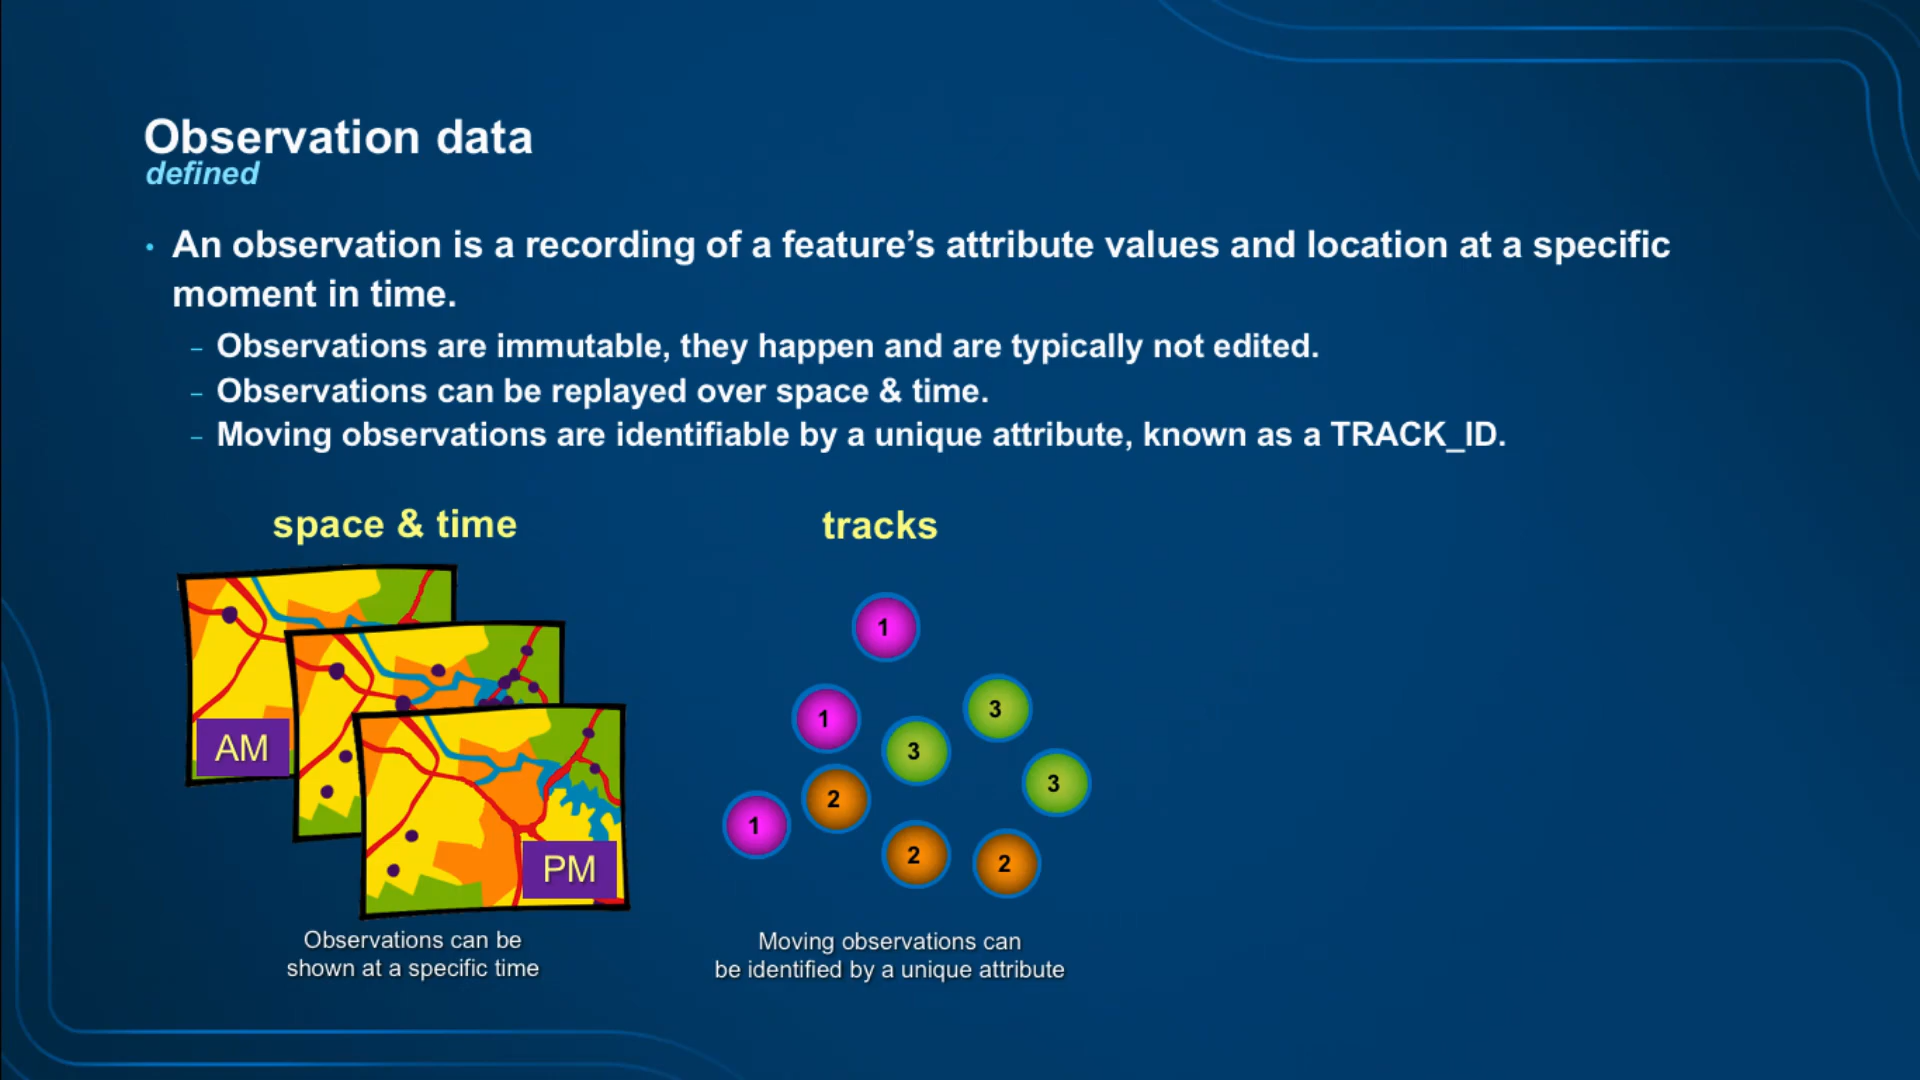 Observation data
defined
• An observation is a recording of a feature’s attribute values and location at a specific
moment in time.
– Observations are immutable, they happen and are typically not edited.
– Observations can be replayed over space & time.
– Moving observations are identifiable by a unique attribute, known as a TRACK_ID.
space & time
tracks
AM
PM
1
1
3
3
2
3
1
2
2
Observations can be
shown at a specific time
Moving observations can
be identified by a unique attribute